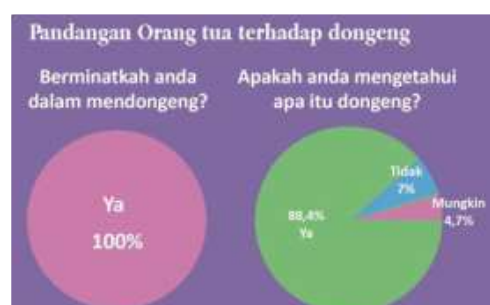 Pandangan Orang tua terhadap dongeng
Berminatkah anda
dalam mendongeng?
Ya
100%
Apakah anda mengetahui
apa itu dongeng?
Tidak
7%
Mungkin
4,7%
88,4%
Ya